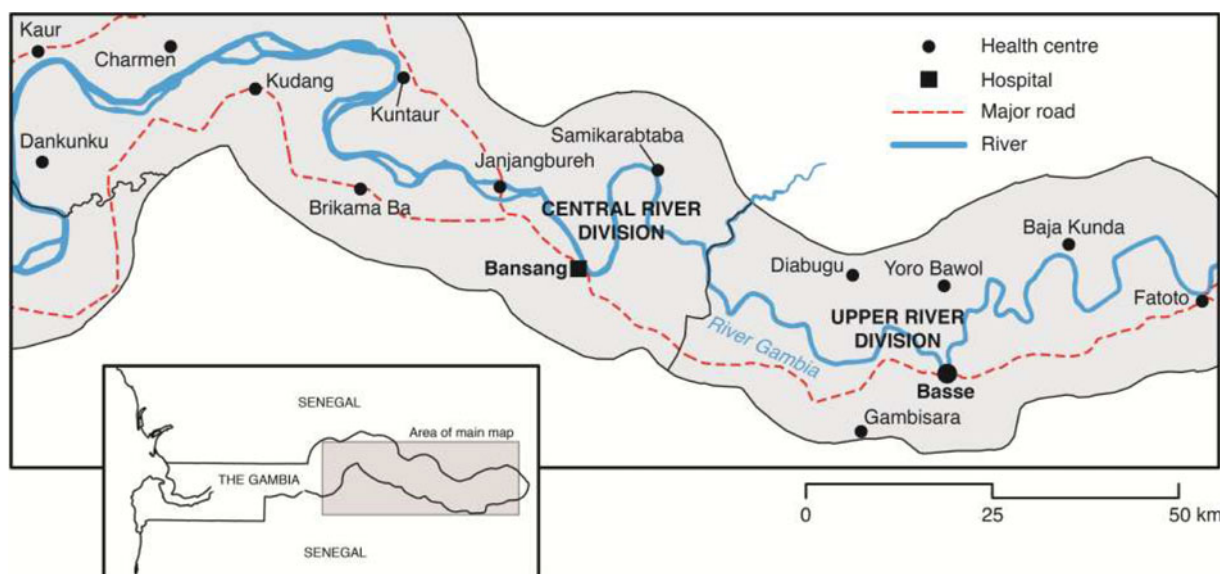 Kaur
Charmen
Kudang
Kuntaur
Dankunku
Samikarabtaba
Janjangbureh
Brikama Ba
CENTRAL RIVER
DIVISION
Bansang
Health centre
Hospital
Major road
River
Baja Kunda
Diabugu
Yoro Bawol
Fatoto
UPPER RIVER
DIVISION
River Gambia
Basse
Gambisara
SENEGAL
Area of main map
THE GAMBIA
SENEGAL
0
25
50 km